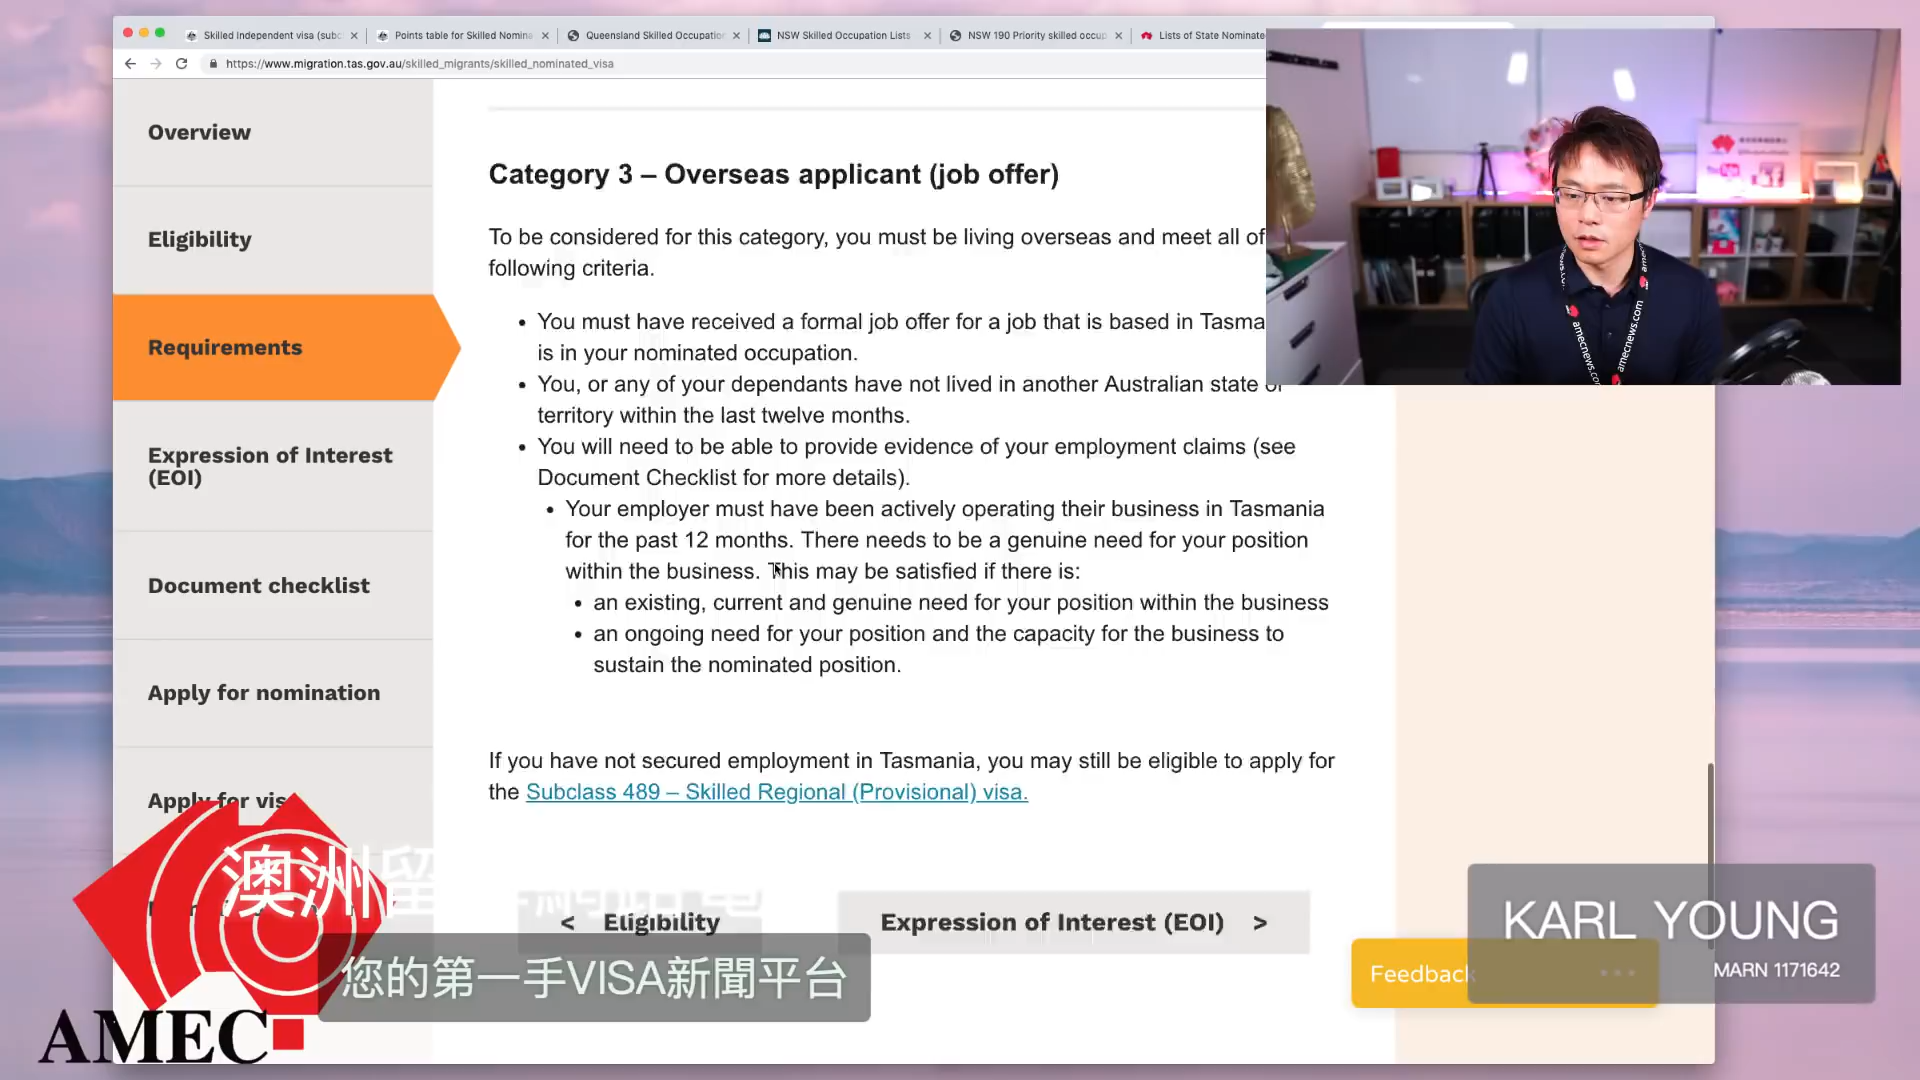 Skilled Independent visa (subc
Points table for Skilled Nomina
Queensland Skilled Occupation
NSW Skilled Occupation Lists
NSW 190 Priority skilled occup
Lists of State Nominate
https://www.migration.tas.gov.au/skilled_migrants/skilled_nominated_visa
Overview
Eligibility
Requirements
Expression of Interest
(EOI)
Document checklist
Apply for nomination
Apply for vis
Category 3 – Overseas applicant (job offer)
To be considered for this category, you must be living overseas and meet all of
following criteria.
• You must have received a formal job offer for a job that is based in Tasma
is in your nominated occupation.
• You, or any of your dependants have not lived in another Australian state or
territory within the last twelve months.
• You will need to be able to provide evidence of your employment claims (see
Document Checklist for more details).
• Your employer must have been actively operating their business in Tasmania
for the past 12 months. There needs to be a genuine need for your position
within the business. This may be satisfied if there is:
• an existing, current and genuine need for your position within the business
• an ongoing need for your position and the capacity for the business to
sustain the nominated position.
If you have not secured employment in Tasmania, you may still be eligible to apply for
the Subclass 489 – Skilled Regional (Provisional) visa.
< Eligibility
Expression of Interest (EOI) >
澳洲留
您的第一手VISA新聞平台
AMEC
Feedback
KARL YOUNG
MARN 1171642
amecnews.com
amecnews.com